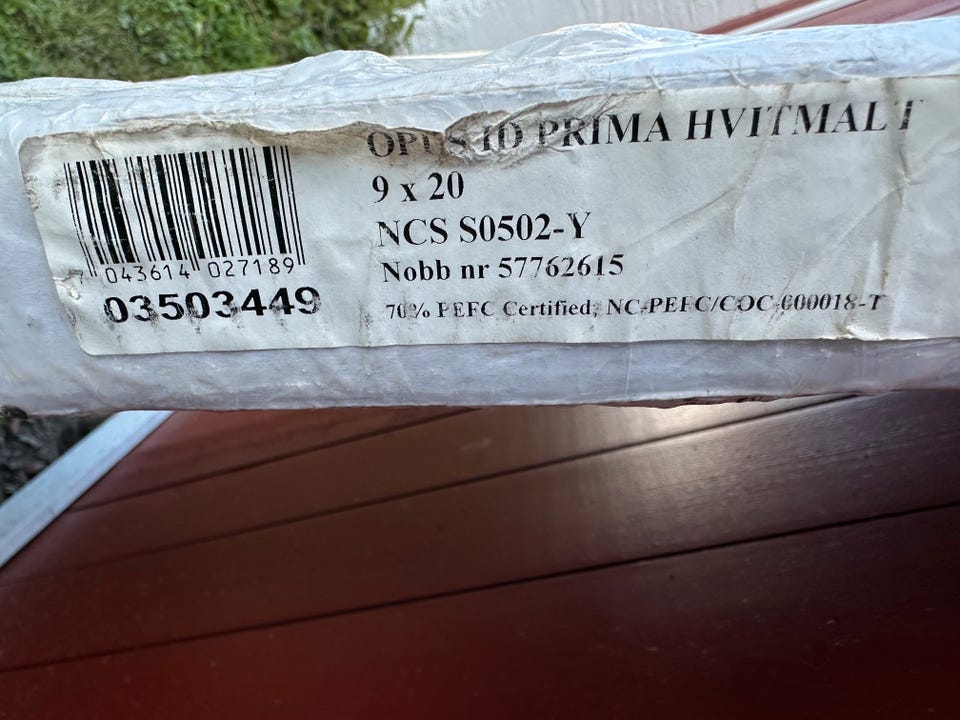 OPUS ID PRIMA HVITMALT
9 x 20
NCS S0502-Y
Nobb nr 57762615
70% PEFC Certified; NC-PEFC/COC-000018-T
7 043614 027189
03503449